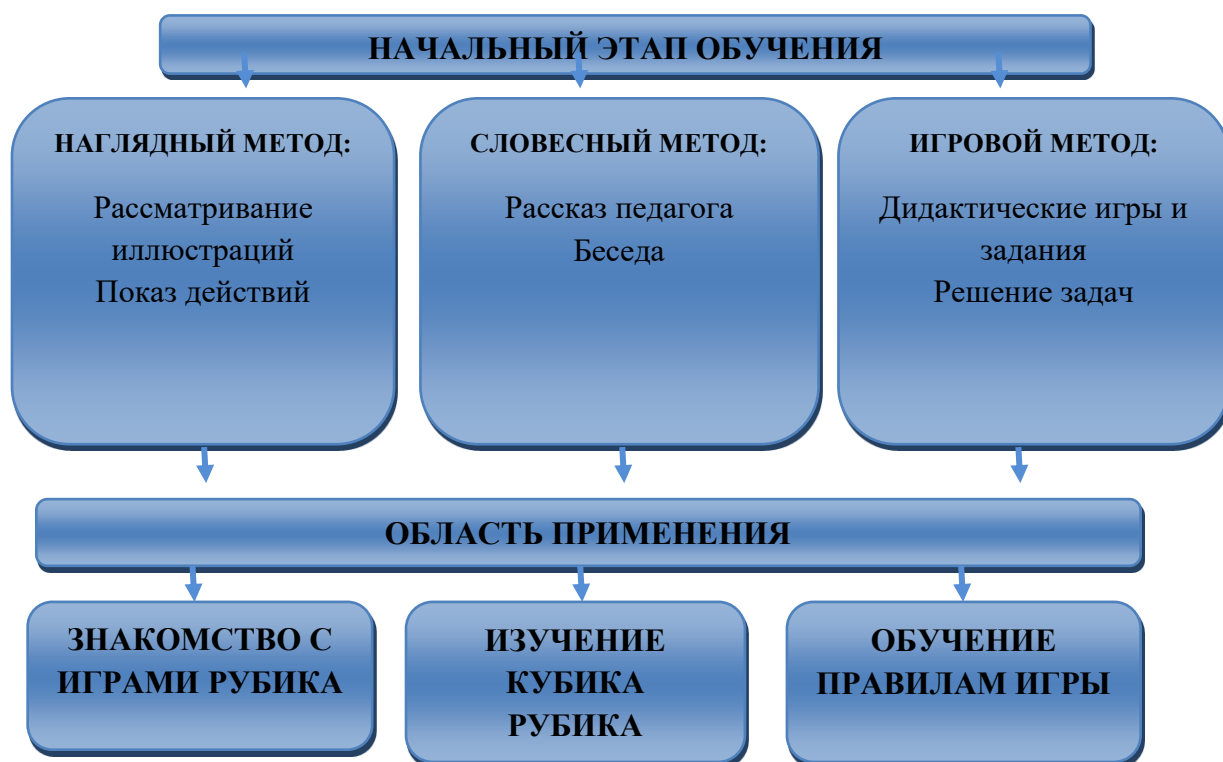 НАЧАЛЬНЫЙ ЭТАП ОБУЧЕНИЯ
НАГЛЯДНЫЙ МЕТОД:
Рассматривание
иллюстраций
Показ действий
СЛОВЕСНЫЙ МЕТОД:
Рассказ педагога
Беседа
ИГРОВОЙ МЕТОД:
Дидактические игры и
задания
Решение задач
ОБЛАСТЬ ПРИМЕНЕНИЯ
ЗНАКОМСТВО С
ИГРАМИ РУБИКА
ИЗУЧЕНИЕ
КУБИКА
РУБИКА
ОБУЧЕНИЕ
ПРАВИЛАМ ИГРЫ